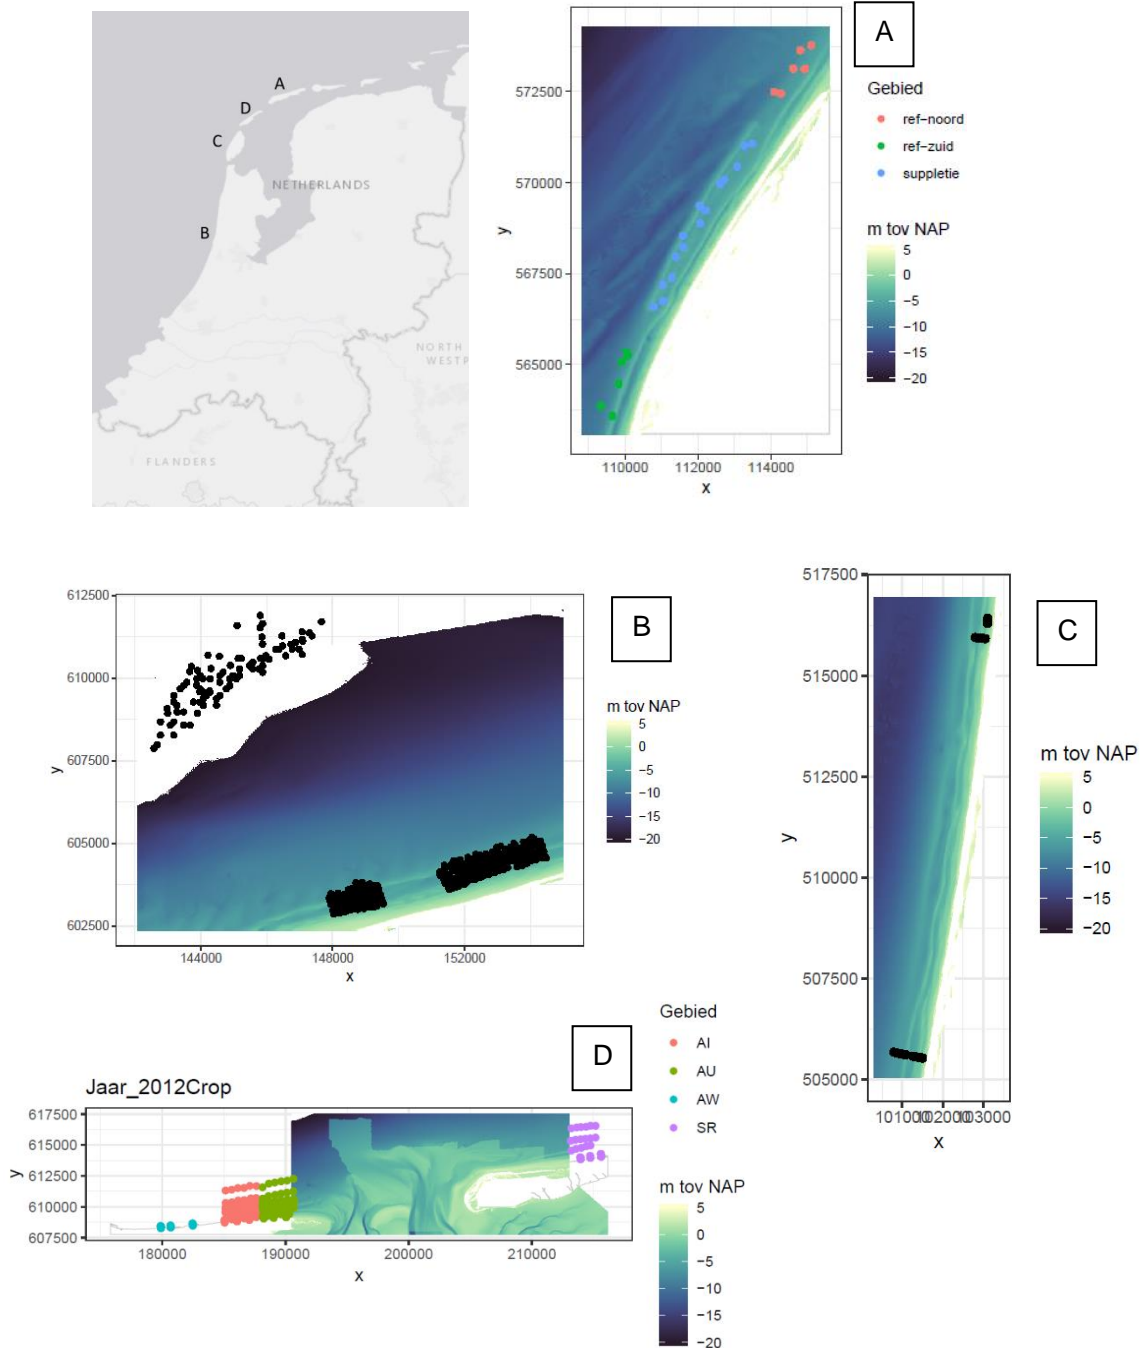 A
D
C
B
NETHERLANDS
NORTH
WESTP
FLANDERS
A
572500
570000
567500
565000
y
110000 112000 114000
x
Gebied
ref-noord
ref-zuid
suppletie
m tov NAP
5
0
-5
-10
-15
-20
B
612500
610000
607500
605000
602500
y
144000 148000 152000
x
m tov NAP
5
0
-5
-10
-15
-20
C
517500
515000
512500
510000
507500
505000
y
101000 102000 103000
x
m tov NAP
5
0
-5
-10
-15
-20
D
Jaar_2012Crop
617500
615000
612500
610000
607500
y
180000 190000 200000 210000
x
Gebied
AI
AU
AW
SR
m tov NAP
5
0
-5
-10
-15
-20